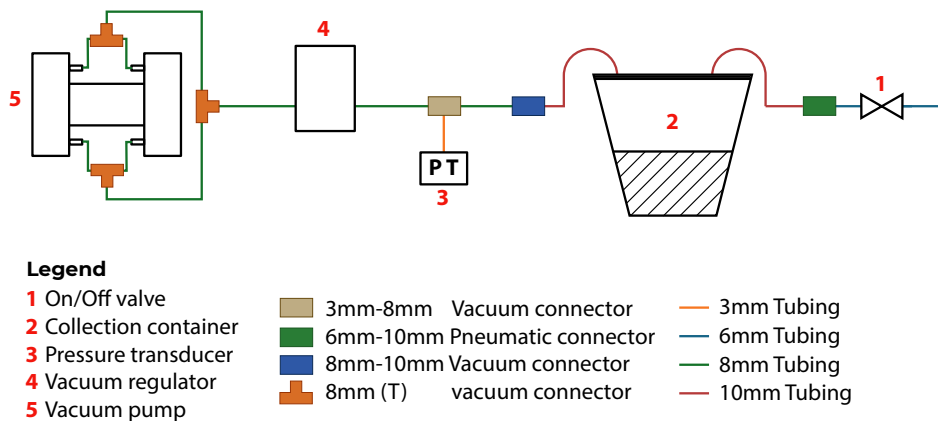 4
5
1
2
PT
3
Legend
1 On/Off valve
2 Collection container
3 Pressure transducer
4 Vacuum regulator
5 Vacuum pump
3mm-8mm Vacuum connector
6mm-10mm Pneumatic connector
8mm-10mm Vacuum connector
8mm (T) vacuum connector
3mm Tubing
6mm Tubing
8mm Tubing
10mm Tubing